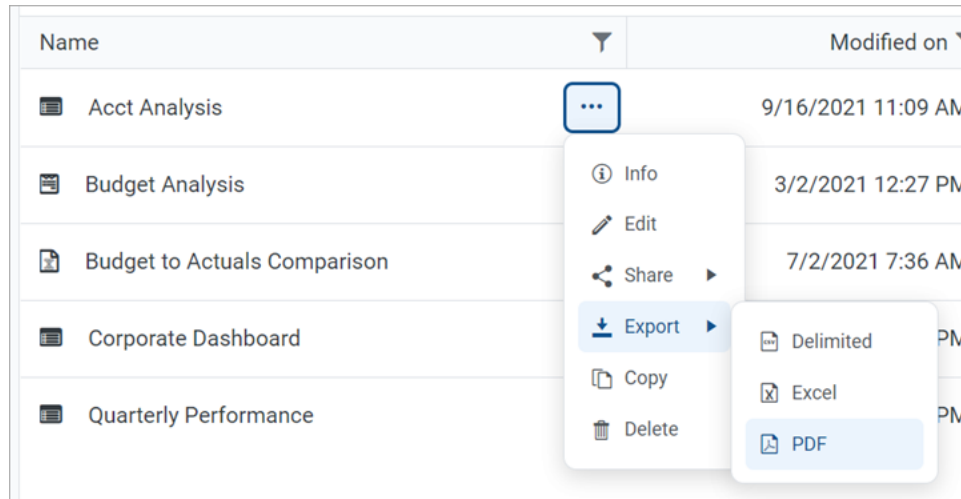 Name Modified on
Acct Analysis ••• 9/16/2021 11:09 AM
Info
Budget Analysis 3/2/2021 12:27 PM
Edit
Budget to Actuals Comparison 7/2/2021 7:36 AM
Share
Export
Corporate Dashboard Delimited PM
Copy
Excel
Quarterly Performance PM
Delete
PDF